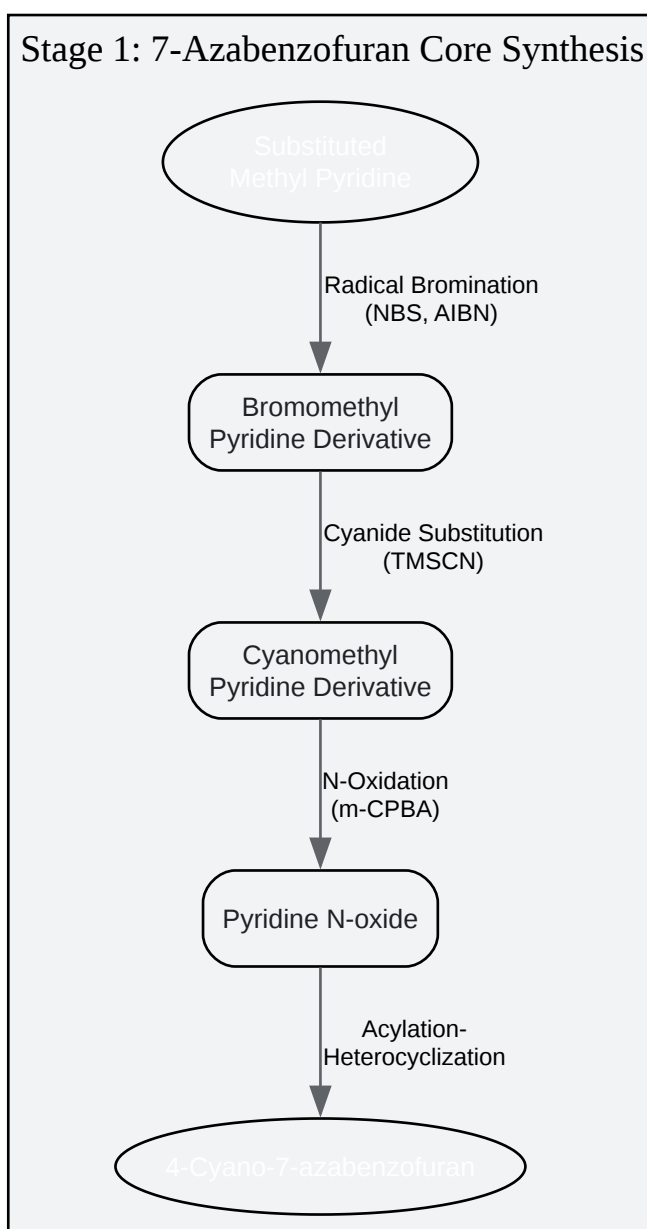 Stage 1: 7-Azabenzofuran Core Synthesis
Substituted
Methyl Pyridine
Radical Bromination
(NBS, AIBN)
Bromomethyl
Pyridine Derivative
Cyanide Substitution
(TMSCN)
Cyanomethyl
Pyridine Derivative
N-Oxidation
(m-CPBA)
Pyridine N-oxide
Acylation-
Heterocyclization
4-Cyano-7-azabenzofuran